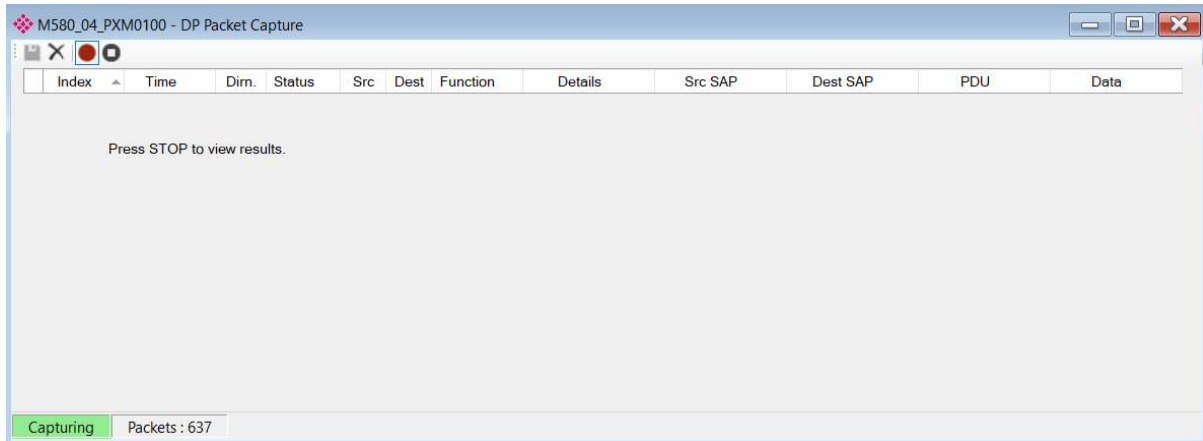 M580_04_PXM0100 - DP Packet Capture
Index Time Dirn. Status Src Dest Function Details Src SAP Dest SAP PDU Data
Press STOP to view results.
Capturing Packets : 637